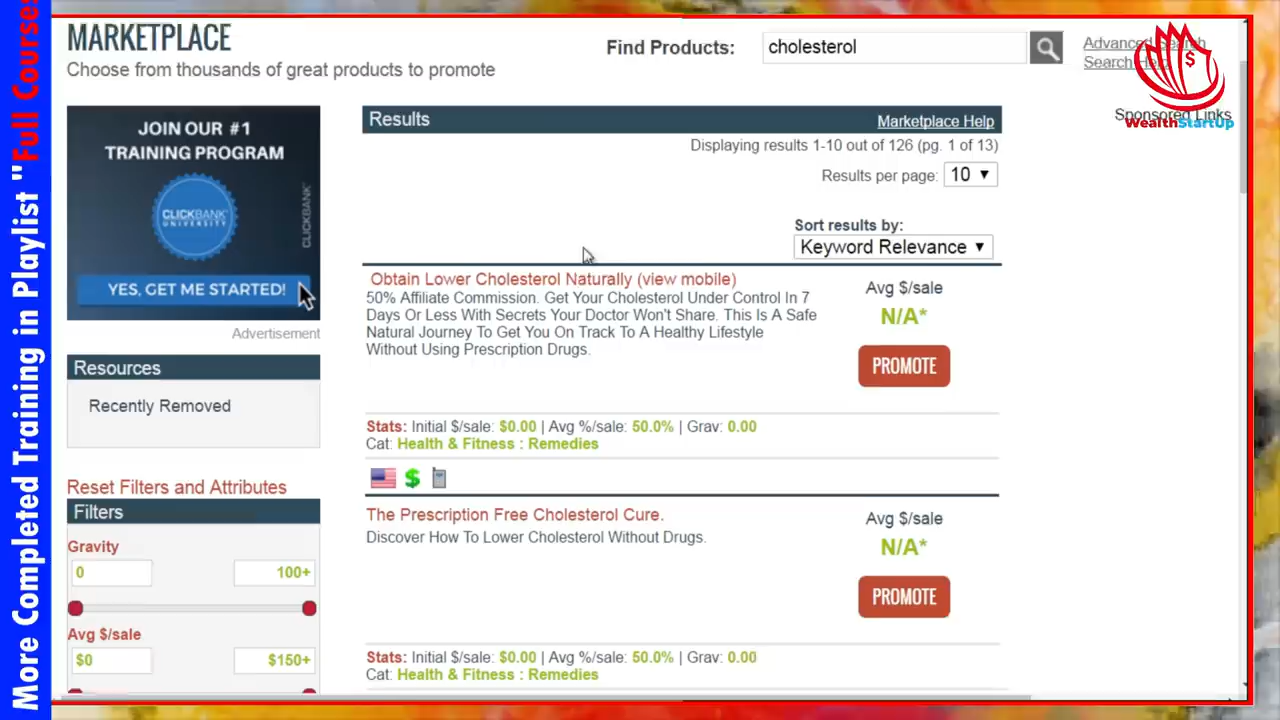 More Completed Training in Playlist "Full Courses
MARKETPLACE
Choose from thousands of great products to promote
Find Products:
cholesterol
Advanced Search
Search Help
$
WealthStartUp
Sponsored Links
JOIN OUR #1
TRAINING PROGRAM
CLICKBANK
UNIVERSITY
CLICKBANK
YES, GET ME STARTED!
Advertisement
Resources
Recently Removed
Reset Filters and Attributes
Filters
Gravity
0
100+
Avg $/sale
$0
$150+
Results
Marketplace Help
Displaying results 1-10 out of 126 (pg. 1 of 13)
Results per page: 10
Sort results by:
Keyword Relevance
Obtain Lower Cholesterol Naturally (view mobile)
50% Affiliate Commission. Get Your Cholesterol Under Control In 7
Days Or Less With Secrets Your Doctor Won't Share. This Is A Safe
Natural Journey To Get You On Track To A Healthy Lifestyle
Without Using Prescription Drugs.
Avg $/sale
N/A*
PROMOTE
Stats: Initial $/sale: $0.00 | Avg %/sale: 50.0% | Grav: 0.00
Cat: Health & Fitness : Remedies
$
The Prescription Free Cholesterol Cure.
Discover How To Lower Cholesterol Without Drugs.
Avg $/sale
N/A*
PROMOTE
Stats: Initial $/sale: $0.00 | Avg %/sale: 50.0% | Grav: 0.00
Cat: Health & Fitness : Remedies